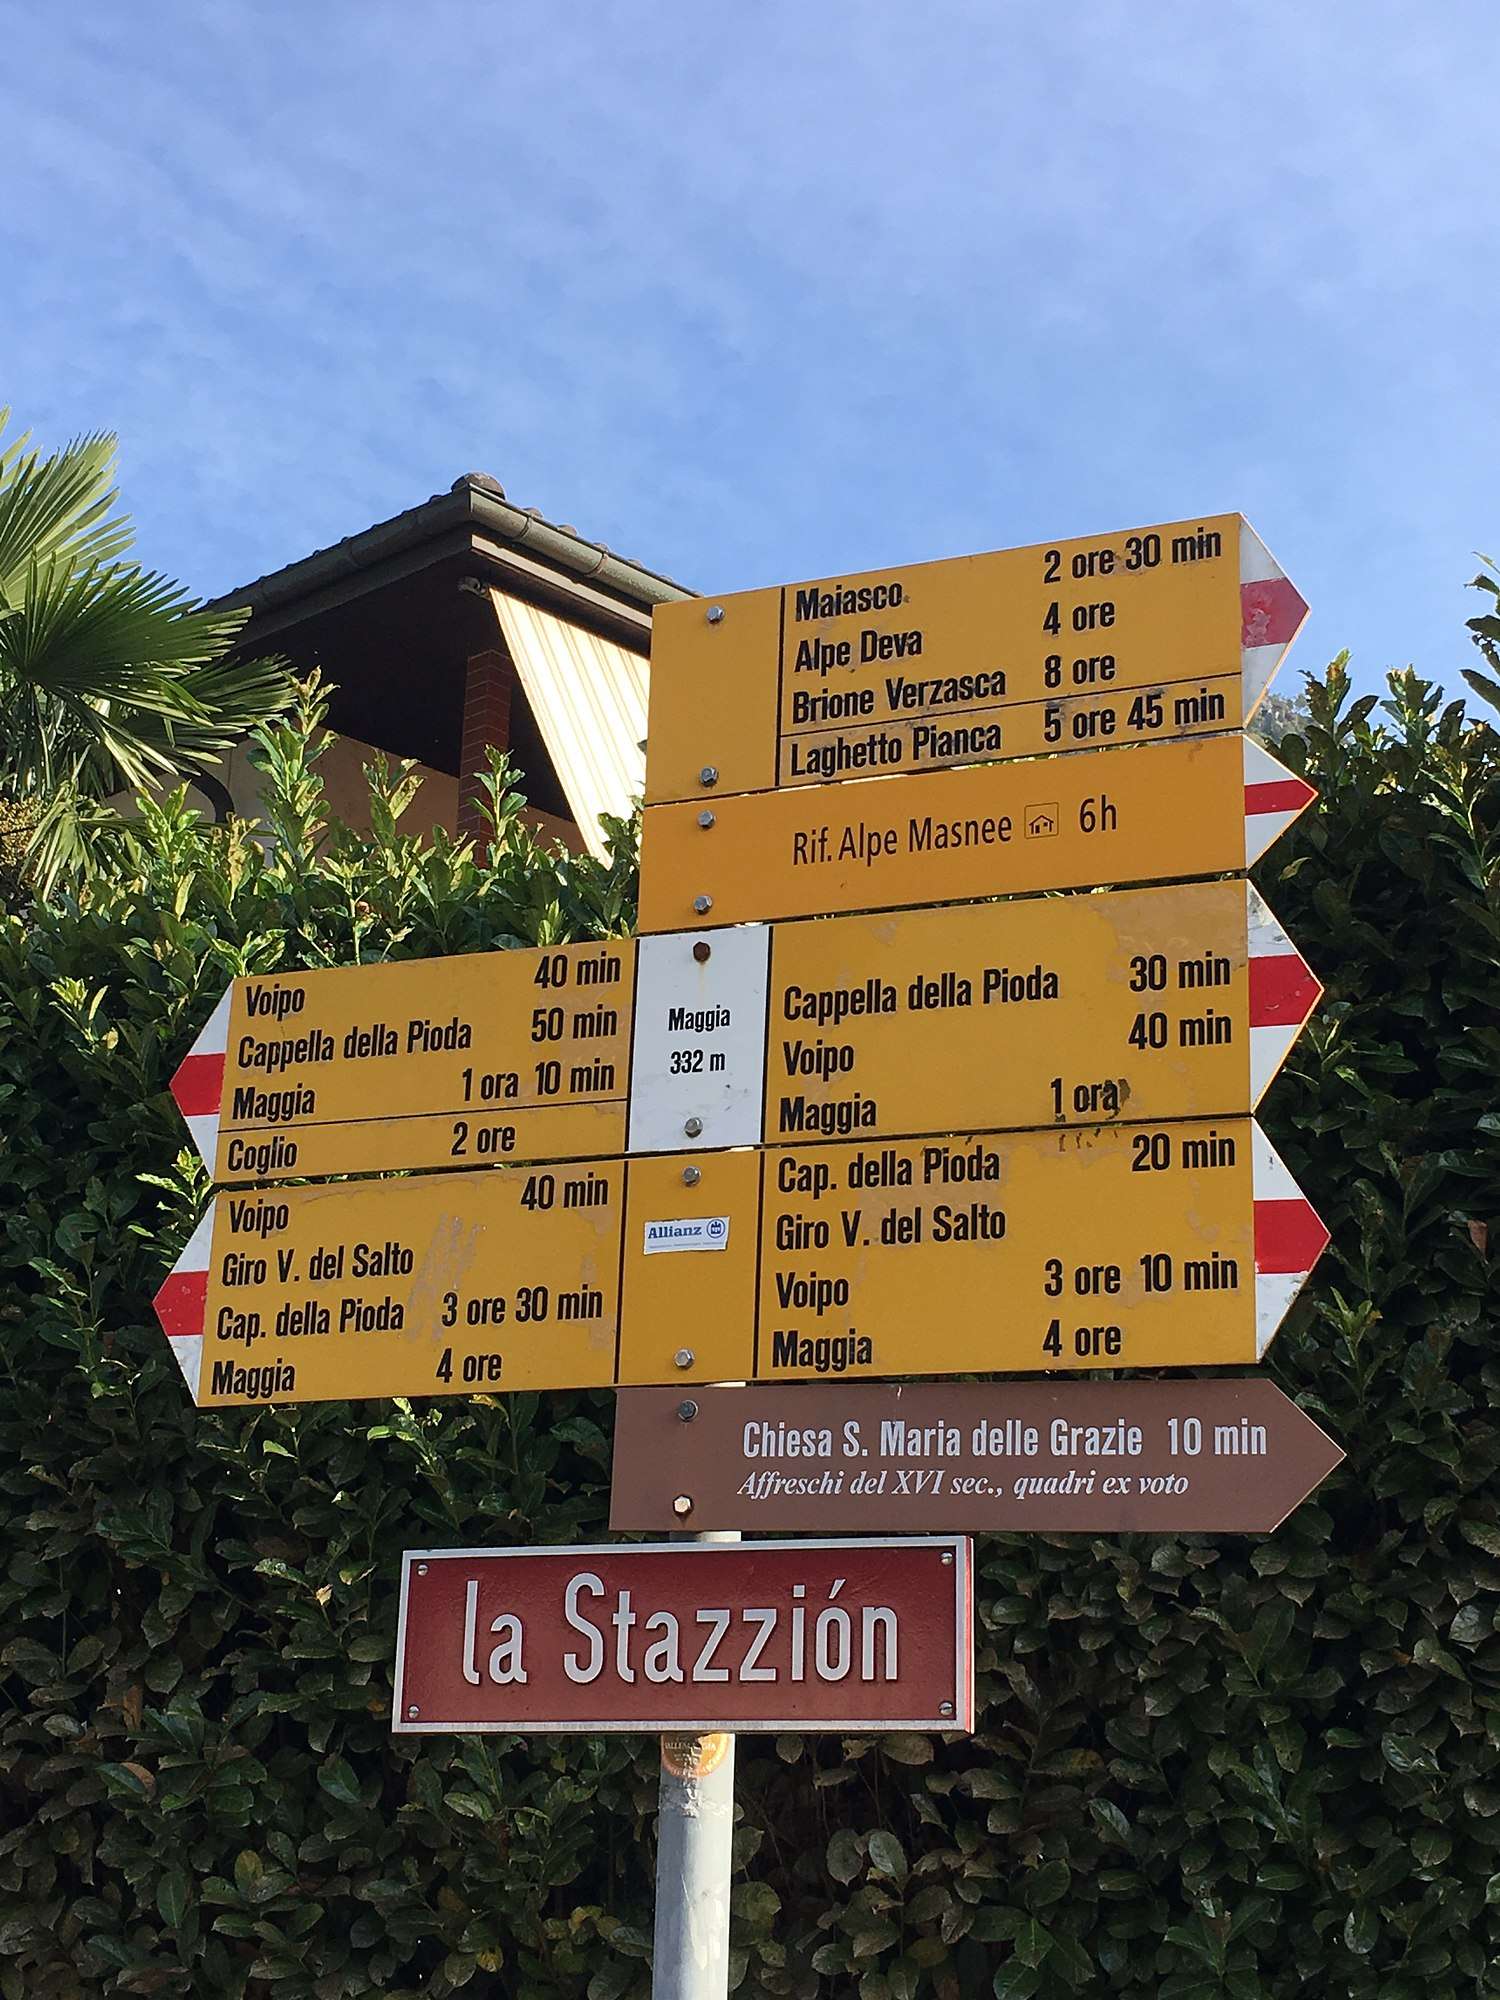 Maiasco 2 ore 30 min
Alpe Deva 4 ore
Brione Verzasca 8 ore
Laghetto Pianca 5 ore 45 min
Rif. Alpe Masnee 6h
Voipo 40 min
Cappella della Pioda 50 min
Maggia 1 ora 10 min
Coglio 2 ore
Maggia
332 m
Cappella della Pioda 30 min
Voipo 40 min
Maggia 1 ora
Voipo 40 min
Giro V. del Salto
Cap. della Pioda 3 ore 30 min
Maggia 4 ore
Allianz
Cap. della Pioda 20 min
Giro V. del Salto
Voipo 3 ore 10 min
Maggia 4 ore
Chiesa S. Maria delle Grazie 10 min
Affreschi del XVI sec., quadri ex voto
la Stazzión